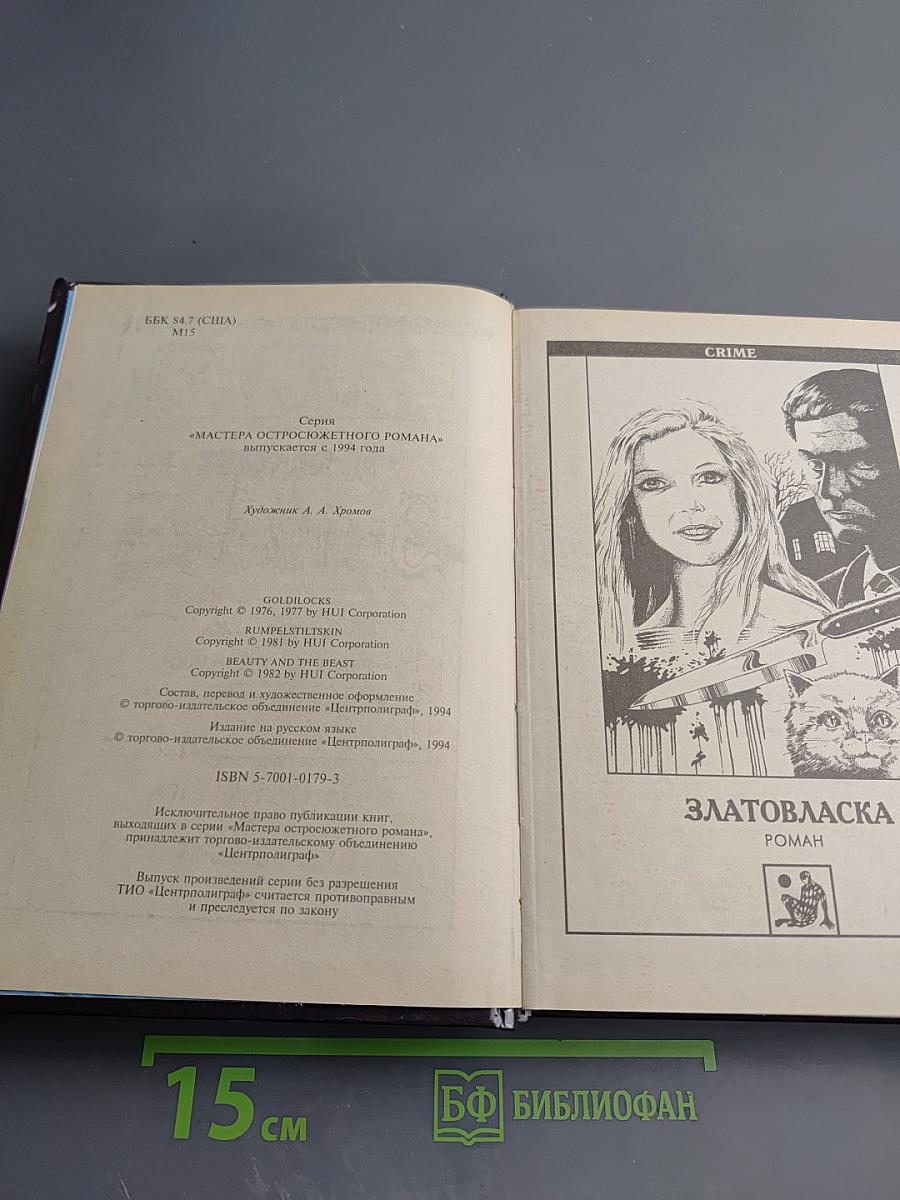 ББК 84.7 (США)
М15
Серия
«МАСТЕРА ОСТРОСЮЖЕТНОГО РОМАНА»
выпускается с 1994 года
Художник А. А. Хромов
GOLDILOCKS
Copyright © 1976, 1977 by HUI Corporation
RUMPELSTILTSKIN
Copyright © 1981 by HUI Corporation
BEAUTY AND THE BEAST
Copyright © 1982 by HUI Corporation
Состав, перевод и художественное оформление
© торгово-издательское объединение «Центрполиграф», 1994
Издание на русском языке
© торгово-издательское объединение «Центрполиграф», 1994
ISBN 5-7001-0179-3
Исключительное право публикации книг,
выходящих в серии «Мастера остросюжетного романа»,
принадлежит торгово-издательскому объединению
«Центрполиграф»
Выпуск произведений серии без разрешения
ТИО «Центрполиграф» считается противоправным
и преследуется по закону
CRIME
ЗЛАТОВЛАСКА
РОМАН
15 см
БФ БИБЛИОФАН